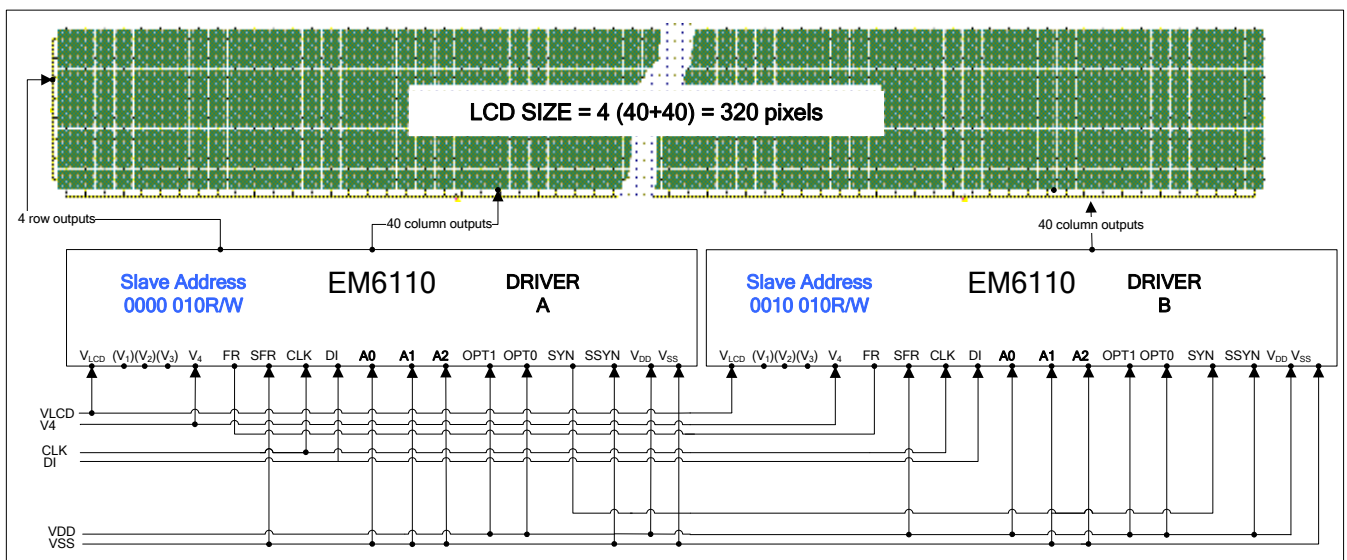 LCD SIZE = 4 (40+40) = 320 pixels
4 row outputs
40 column outputs
40 column outputs
Slave Address
0000 010R/W
EM6110
DRIVER
A
VLCD (V1)(V2)(V3) V4 FR SFR CLK DI A0 A1 A2 OPT1 OPT0 SYN SSYN VDD VSS
Slave Address
0010 010R/W
EM6110
DRIVER
B
VLCD (V1)(V2)(V3) V4 FR SFR CLK DI A0 A1 A2 OPT1 OPT0 SYN SSYN VDD VSS
VLCD
V4
CLK
DI
VDD
VSS